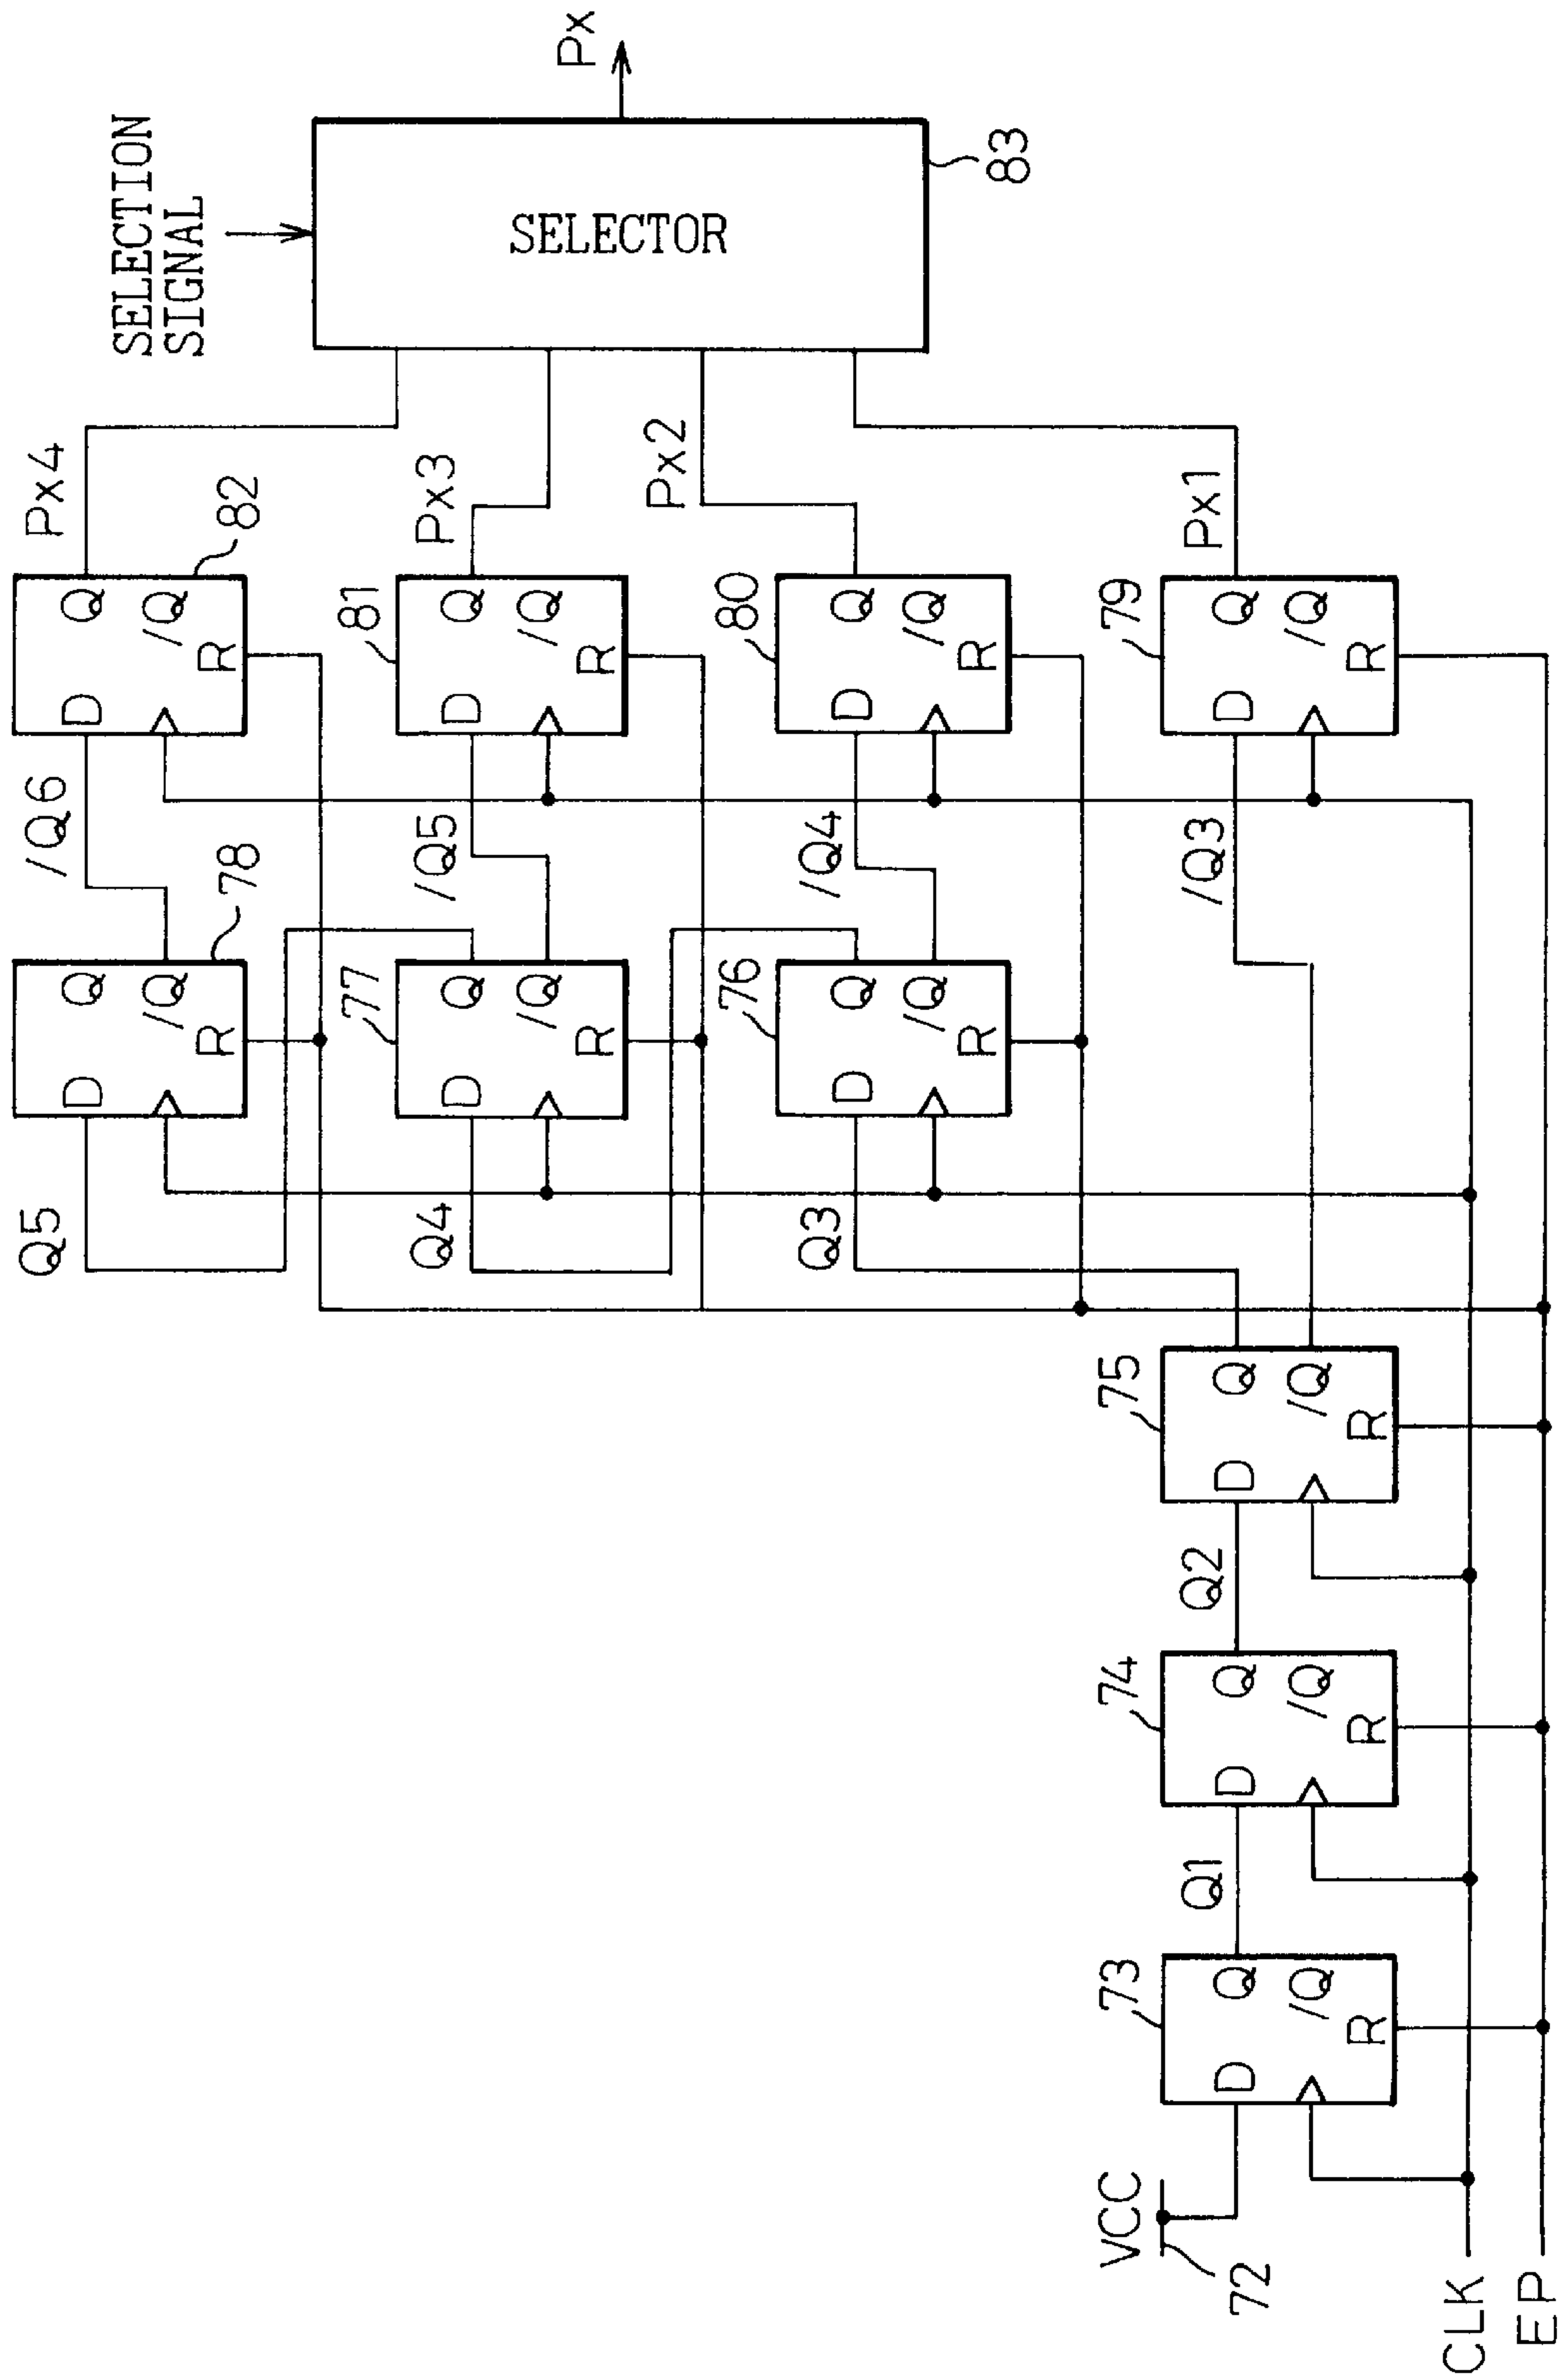 SELECTION
SIGNAL
SELECTOR
83
Px
Px4
Px3
Px2
Px1
D
Q
/Q
R
82
D
Q
/Q
R
81
D
Q
/Q
R
80
D
Q
/Q
R
79
/Q6
/Q5
/Q4
/Q3
D
Q
/Q
R
78
D
Q
/Q
R
77
D
Q
/Q
R
76
Q5
Q4
Q3
D
Q
/Q
R
75
Q2
D
Q
/Q
R
74
Q1
D
Q
/Q
R
73
VCC
72
CLK
EP